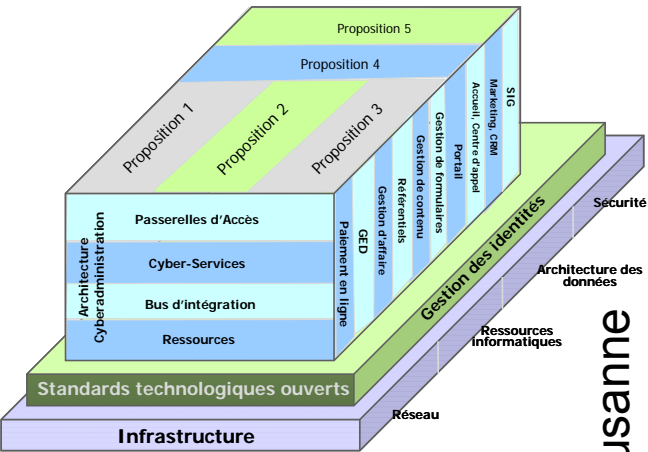 Proposition 5
Proposition 4
Proposition 1
Proposition 2
Proposition 3
Architecture
Cyberadministration
Passerelles d'Accès
Cyber-Services
Bus d'intégration
Ressources
Paiement en ligne
GED
Gestion d'affaire
Référentiels
Gestion de contenu
Gestion de formulaires
Portail
Accueil, Centre d'appel
Marketing, CRM
SIG
Standards technologiques ouverts
Gestion des identités
Infrastructure
Réseau
Ressources
informatiques
Architecture des
données
Sécurité
usanne